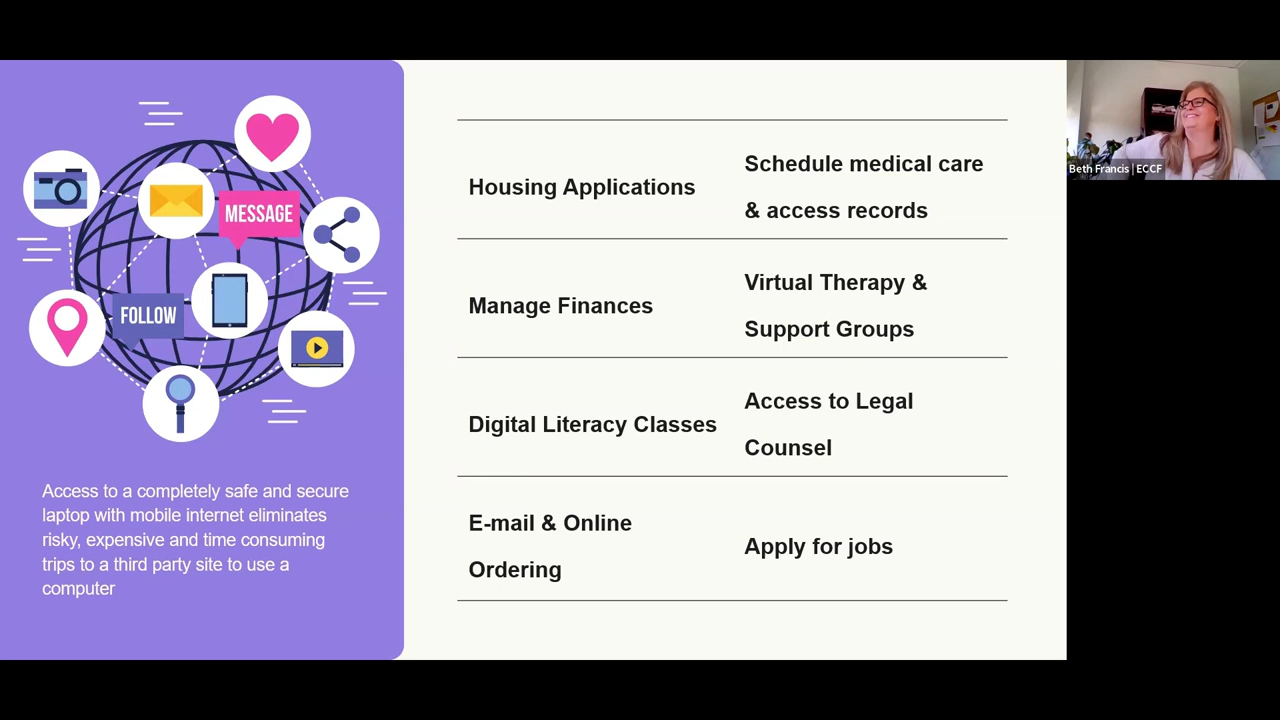 MESSAGE
FOLLOW
Access to a completely safe and secure
laptop with mobile internet eliminates
risky, expensive and time consuming
trips to a third party site to use a
computer
Housing Applications
Schedule medical care
& access records
Manage Finances
Virtual Therapy &
Support Groups
Digital Literacy Classes
Access to Legal
Counsel
E-mail & Online
Ordering
Apply for jobs
Beth Francis | ECCF